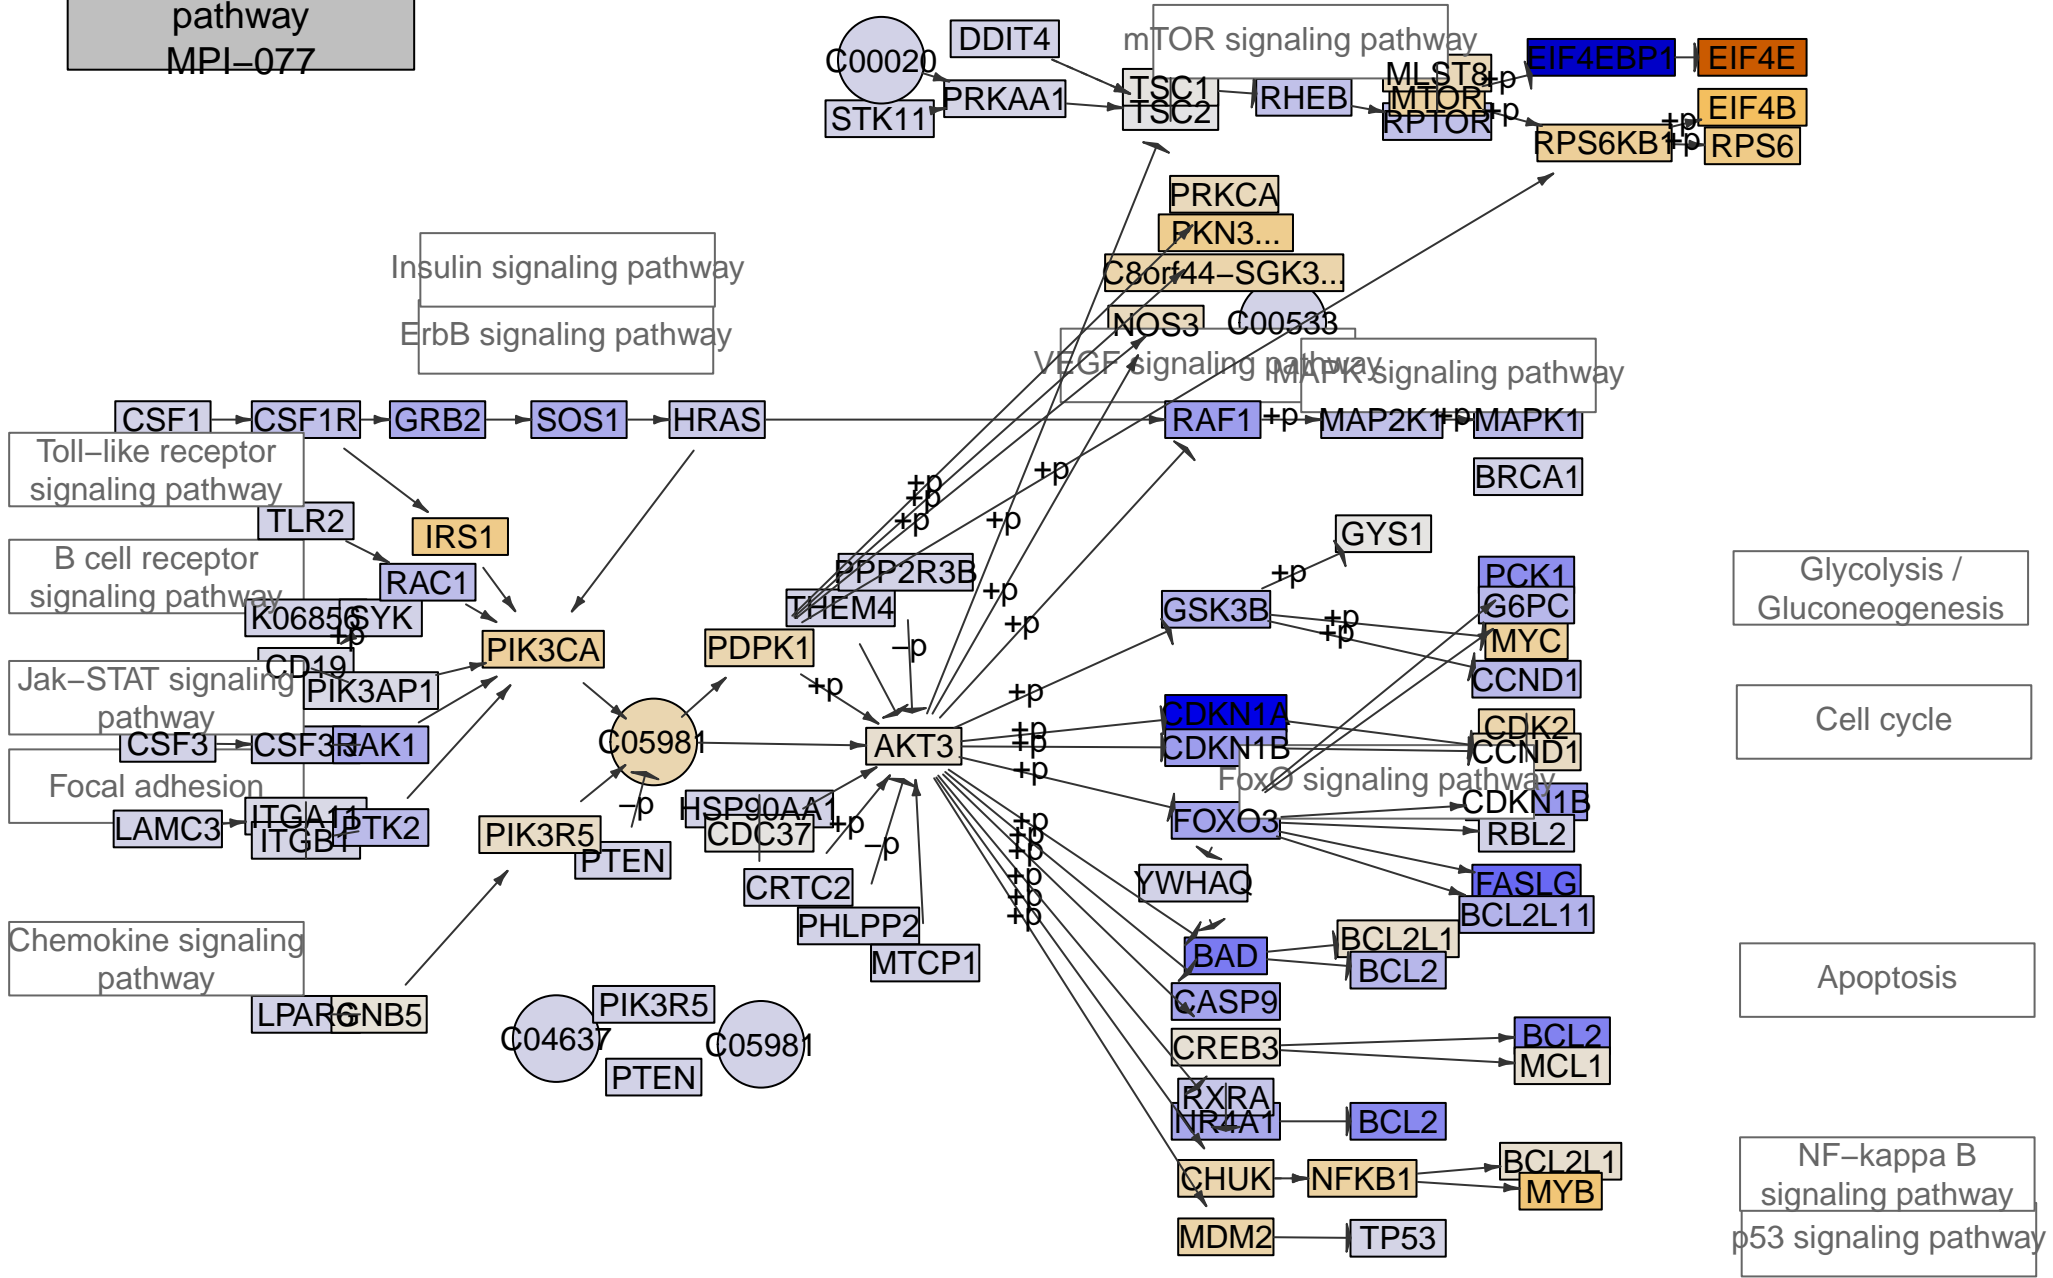 pathway
MPI−077
C00020
DDIT4
mTOR signaling pathway
EIF4EBP1
EIF4E
STK11
PRKAA1
TSC1
TSC2
RHEB
MLST8
MTOR
RPTOR
+p
+p
RPS6KB1
+p
+p
EIF4B
RPS6
PRKCA
PKN3...
C8orf44−SGK3...
NOS3
C00533
Insulin signaling pathway
ErbB signaling pathway
VEGF signaling pathway
MAPK signaling pathway
CSF1
CSF1R
GRB2
SOS1
HRAS
RAF1
+p
MAP2K1
+p
MAPK1
BRCA1
Toll−like receptor
signaling pathway
TLR2
IRS1
+p
+p
+p
+p
+p
GYS1
B cell receptor
signaling pathway
RAC1
K06856
SYK
+p
CD19
PIK3AP1
PIK3CA
PDPK1
THEM4
PPP2R3B
−p
+p
+p
+p
GSK3B
+p
+p
+p
PCK1
G6PC
MYC
CCND1
Glycolysis /
Gluconeogenesis
Jak−STAT signaling
pathway
CSF3
CSF3R
JAK1
C05981
AKT3
+p
+p
+p
+p
CDKN1A
CDKN1B
CDK2
CCND1
Cell cycle
FoxO signaling pathway
Focal adhesion
LAMC3
ITGA11
ITGB1
PTK2
PIK3R5
−p
PTEN
HSP90AA1
CDC37
+p
−p
CRTC2
PHLPP2
MTCP1
+p
+p
+p
+p
+p
+p
FOXO3
CDKN1B
RBL2
YWHAQ
FASLG
BCL2L11
Chemokine signaling
pathway
LPAR6
GNB5
C04637
PIK3R5
PTEN
C05981
BAD
BCL2L1
BCL2
Apoptosis
CASP9
CREB3
BCL2
MCL1
RXRA
NR4A1
BCL2
CHUK
NFKB1
BCL2L1
MYB
NF−kappa B
signaling pathway
MDM2
TP53
p53 signaling pathway